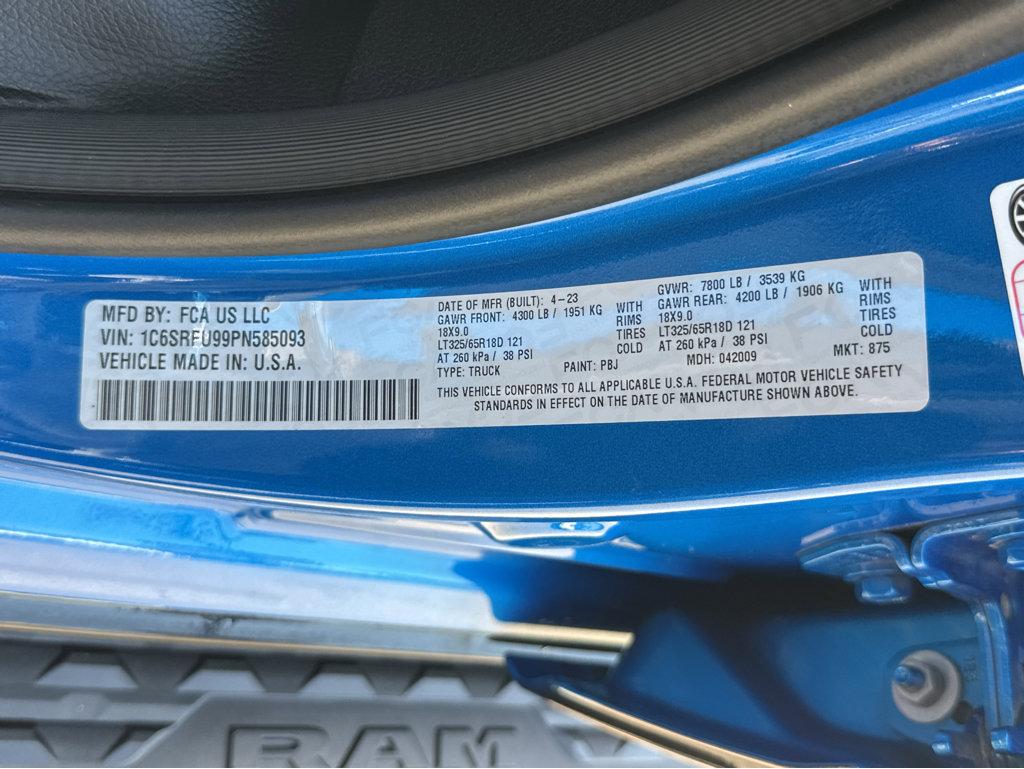 MFD BY: FCA US LLC
VIN: 1C6SRFU99PN585093
VEHICLE MADE IN: U.S.A.
DATE OF MFR (BUILT): 4-23
GAWR FRONT: 4300 LB / 1951 KG WITH
18X9.0 RIMS
LT325/65R18D 121 TIRES
AT 260 kPa / 38 PSI COLD
TYPE: TRUCK PAINT: PBJ
GVWR: 7800 LB / 3539 KG
GAWR REAR: 4200 LB / 1906 KG WITH
18X9.0 RIMS
LT325/65R18D 121 TIRES
AT 260 kPa / 38 PSI COLD
MDH: 042009 MKT: 875
THIS VEHICLE CONFORMS TO ALL APPLICABLE U.S.A. FEDERAL MOTOR VEHICLE SAFETY
STANDARDS IN EFFECT ON THE DATE OF MANUFACTURE SHOWN ABOVE.
RAM